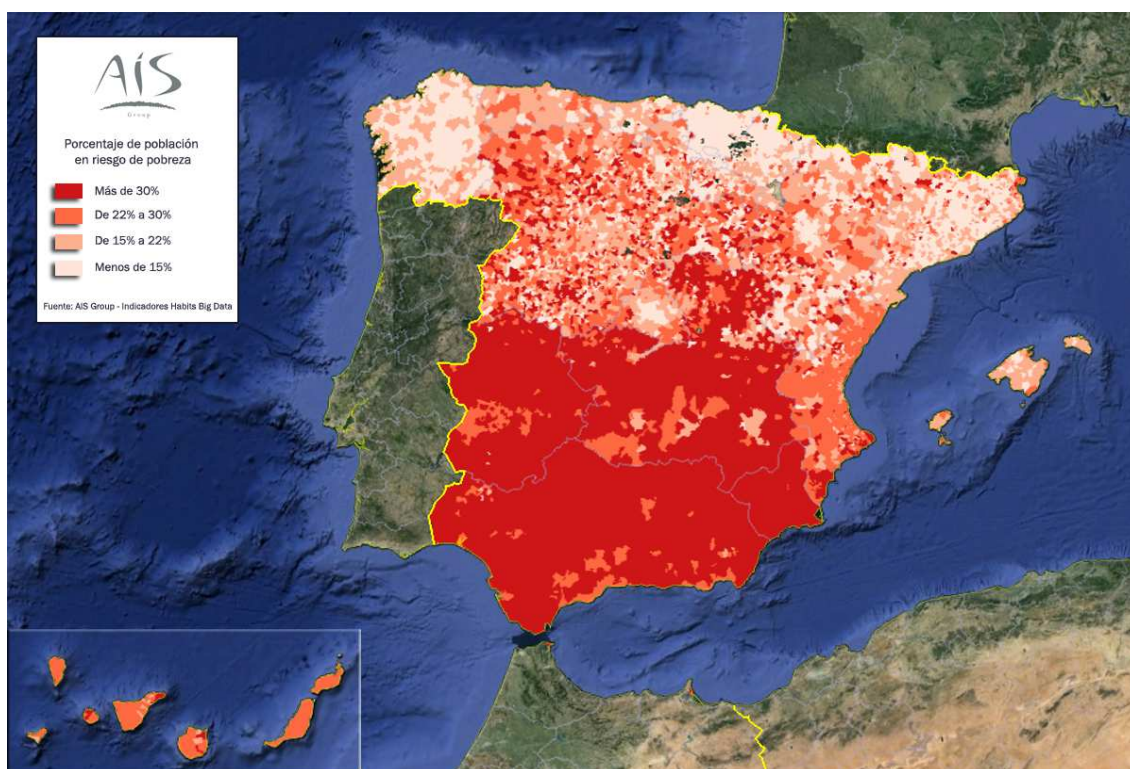 AiS
Group
Porcentaje de población
en riesgo de pobreza
Más de 30%
De 22% a 30%
De 15% a 22%
Menos de 15%
Fuente: AIS Group - Indicadores Habits Big Data